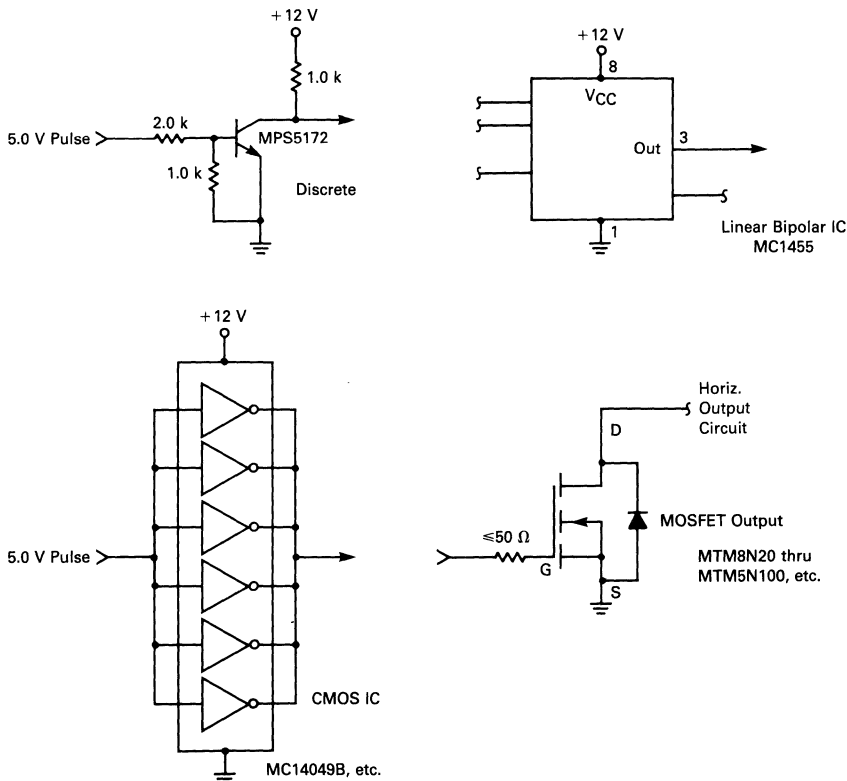 +12 V
1.0 k
2.0 k
5.0 V Pulse
MPS5172
1.0 k
Discrete
+12 V
8
VCC
Out
3
1
Linear Bipolar IC
MC1455
+12 V
5.0 V Pulse
CMOS IC
MC14049B, etc.
Horiz.
Output
Circuit
D
≤50 Ω
G
S
MOSFET Output
MTM8N20 thru
MTM5N100, etc.